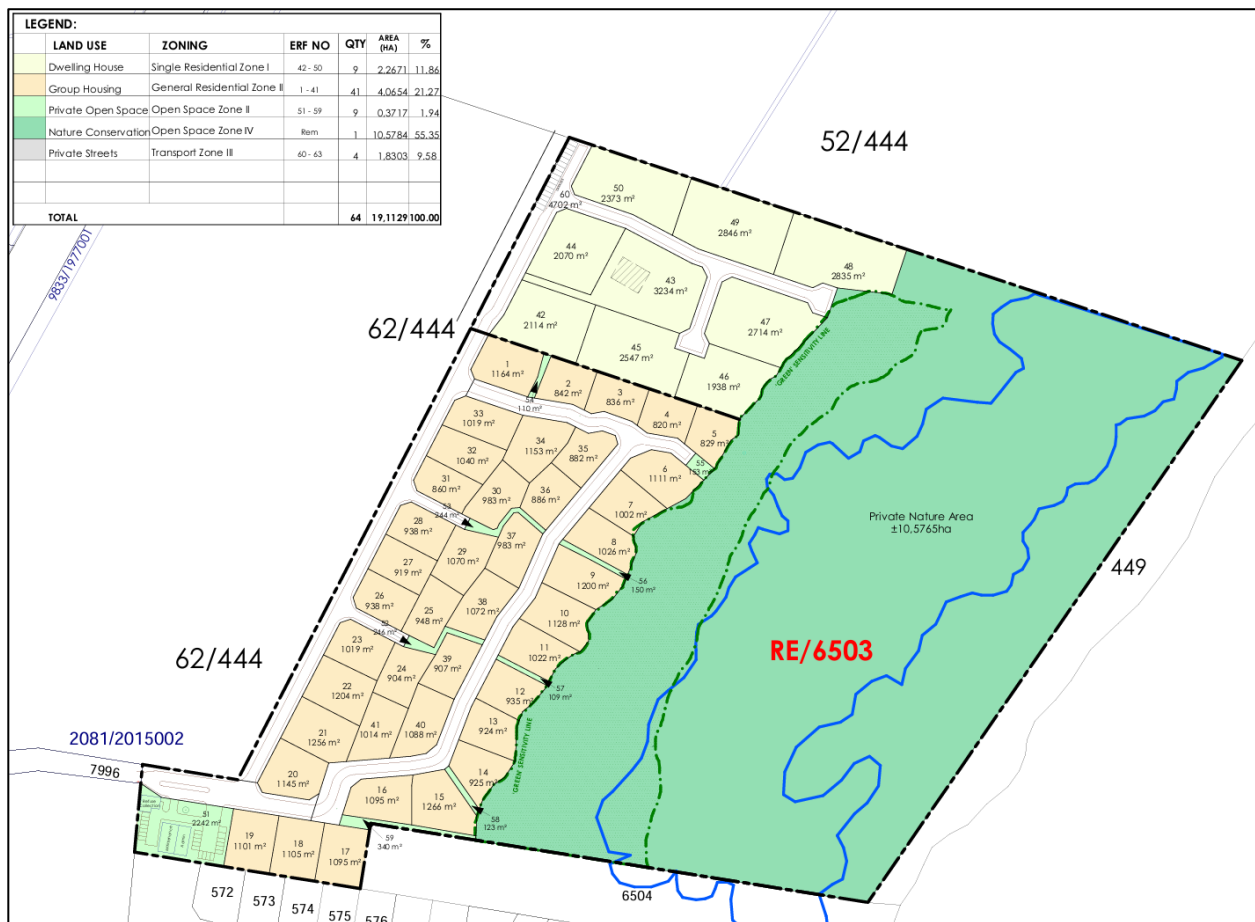 LEGEND:
LAND USE ZONING ERF NO QTY AREA (HA) %
Dwelling House Single Residential Zone I 42 - 50 9 2.2671 11.86
Group Housing General Residential Zone II 1 - 41 41 4.0654 21.27
Private Open Space Open Space Zone II 51 - 59 9 0.3717 1.94
Nature Conservation Open Space Zone IV Rem 1 10.5784 55.35
Private Streets Transport Zone III 60 - 63 4 1.8303 9.58
TOTAL 64 19.1129 100.00
52/444
9833/1977001
62/444
62/444
449
2081/2015002
7996
RE/6503
Private Nature Area
±10,5765ha
'GREEN' SENSITIVITY LINE
'GREEN' SENSITIVITY LINE
60
4702 m²
50
2373 m²
49
2846 m²
48
2835 m²
44
2070 m²
43
3234 m²
47
2714 m²
42
2114 m²
45
2547 m²
46
1938 m²
1
1164 m²
54
110 m²
2
842 m²
3
836 m²
4
820 m²
5
829 m²
55
153 m²
33
1019 m²
34
1153 m²
35
882 m²
6
1111 m²
32
1040 m²
31
860 m²
30
983 m²
36
886 m²
7
1002 m²
53
244 m²
28
938 m²
29
1070 m²
37
983 m²
8
1026 m²
27
919 m²
9
1200 m²
56
150 m²
26
938 m²
25
948 m²
38
1072 m²
10
1128 m²
52
246 m²
23
1019 m²
24
904 m²
39
907 m²
11
1022 m²
22
1204 m²
12
935 m²
57
109 m²
21
1256 m²
41
1014 m²
40
1088 m²
13
924 m²
20
1145 m²
14
925 m²
16
1095 m²
15
1266 m²
58
123 m²
51
2242 m²
19
1101 m²
18
1105 m²
17
1095 m²
59
340 m²
572
573
574
575
576
6504